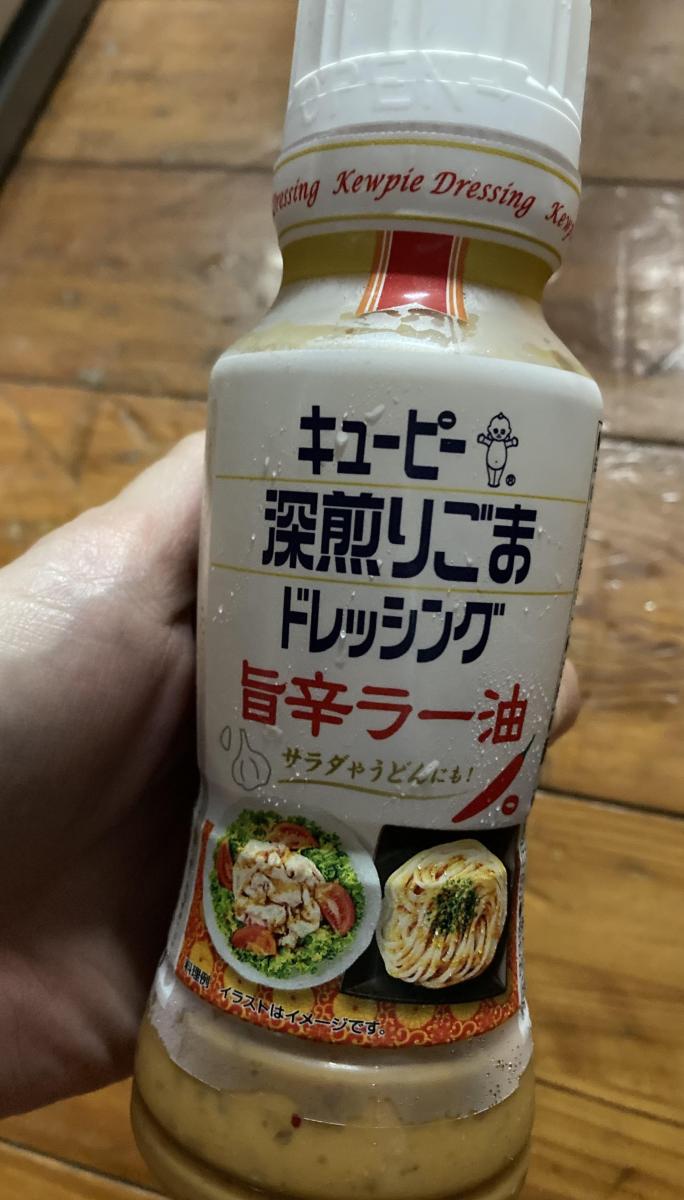 OPEN
Dressing Kewpie Dressing Kewp
キユーピー
®
深煎りごま
ドレッシング
旨辛ラー油
サラダやうどんにも!
料理例
イラストはイメージです。